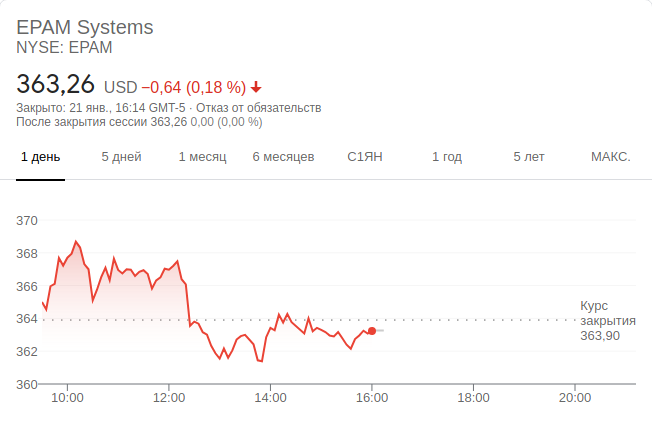 EPAM Systems
NYSE: EPAM
363,26 USD −0,64 (0,18 %)
Закрыто: 21 янв., 16:14 GMT-5 · Отказ от обязательств
После закрытия сессии 363,26 0,00 (0,00 %)
1 день 5 дней 1 месяц 6 месяцев С1ЯН 1 год 5 лет МАКС.
370
368
366
364
362
360
Курс
закрытия
363,90
10:00 12:00 14:00 16:00 18:00 20:00